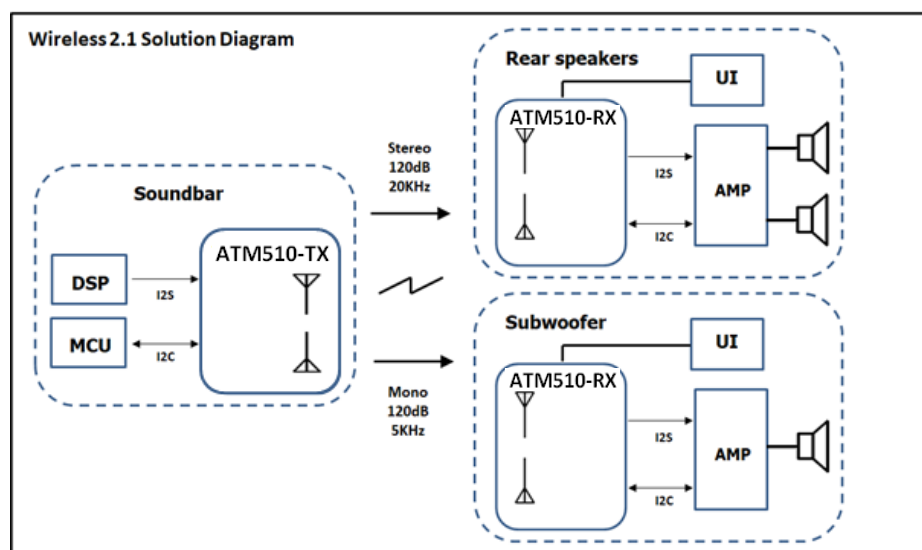 Wireless 2.1 Solution Diagram
Soundbar
ATM510-TX
DSP
I2S
MCU
I2C
Stereo
120dB
20KHz
Mono
120dB
5KHz
Rear speakers
UI
ATM510-RX
I2S
AMP
I2C
Subwoofer
UI
ATM510-RX
I2S
AMP
I2C